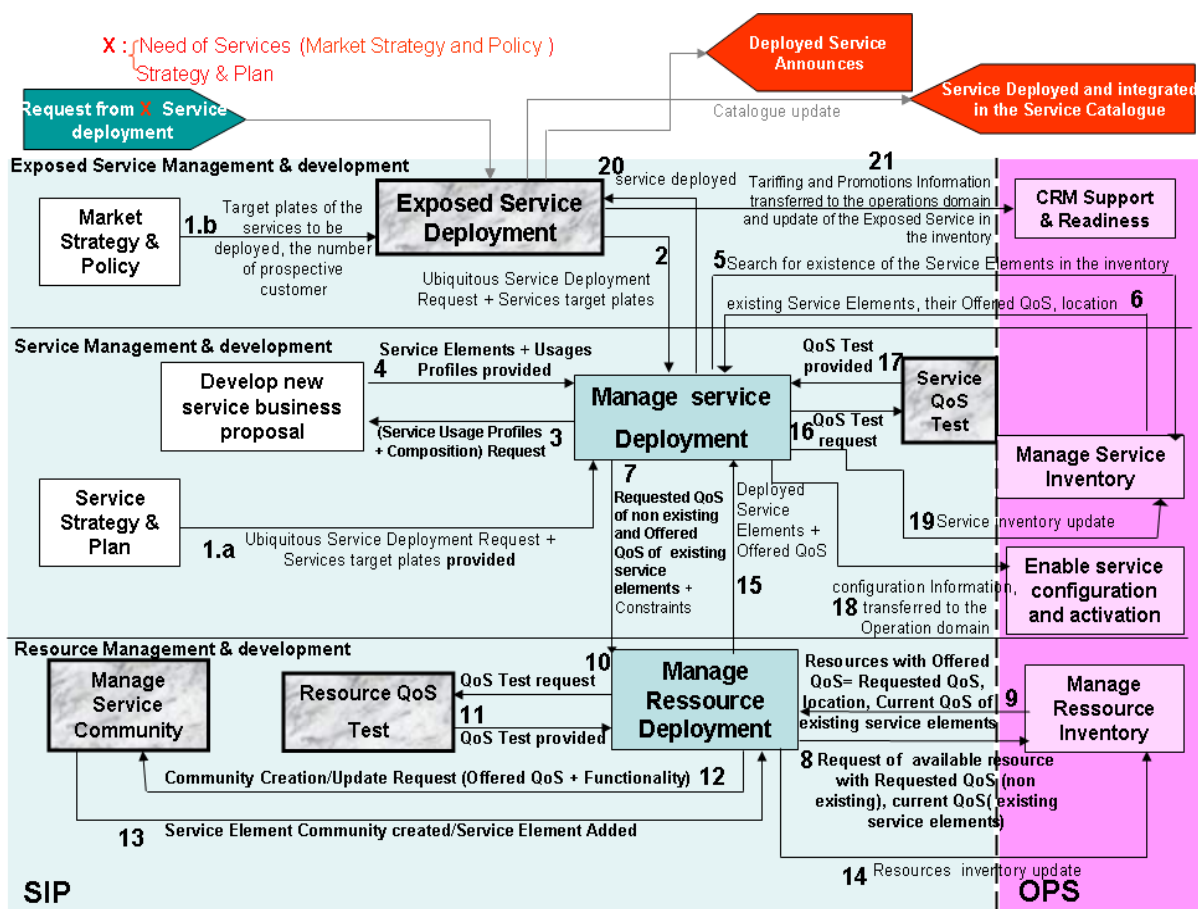 X : Need of Services (Market Strategy and Policy )
Strategy & Plan
Deployed Service
Announces
Request from X Service
deployment
Catalogue update
Service Deployed and integrated
in the Service Catalogue
Exposed Service Management & development
20
service deployed
21
Tariffing and Promotions Information
transferred to the operations domain
and update of the Exposed Service in
the inventory
CRM Support
& Readiness
Market
Strategy &
Policy
1.b
Target plates of the
services to be
deployed, the number
of prospective
customer
Exposed Service
Deployment
2
Ubiquitous Service Deployment
Request + Services target plates
5
Search for existence of the Service Elements in the inventory
existing Service Elements, their Offered QoS, location
6
Service Management & development
4
Service Elements + Usages
Profiles provided
Develop new
service business
proposal
(Service Usage Profiles
+ Composition) Request
3
Manage service
Deployment
QoS Test
provided
17
16
QoS Test
request
Service
QoS
Test
Manage Service
Inventory
Service
Strategy &
Plan
1.a
Ubiquitous Service Deployment Request +
Services target plates provided
7
Requested QoS
of non existing
and Offered
QoS of existing
service
elements +
Constraints
Deployed
Service
Elements +
Offered QoS
15
19
Service inventory update
configuration Information,
18
transferred to the
Operation domain
Enable service
configuration
and activation
Resource Management & development
Manage
Service
Community
Resource QoS
Test
10
QoS Test request
11
QoS Test provided
Manage
Ressource
Deployment
Resources with Offered
QoS= Requested QoS,
location, Current QoS of
existing service elements
9
Manage
Ressource
Inventory
8
Request of available resource
with Requested QoS (non
existing), current QoS( existing
service elements)
Community Creation/Update Request (Offered QoS + Functionality)
12
13
Service Element Community created/Service Element Added
14
Resources inventory update
SIP
OPS